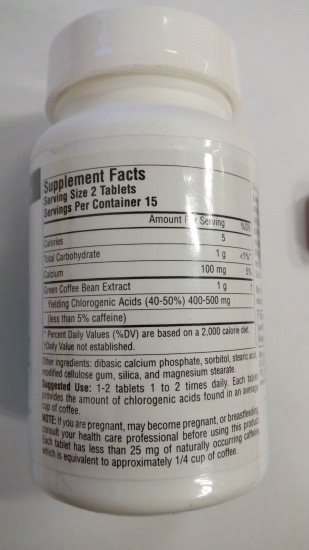 Supplement Facts
Serving Size 2 Tablets
Servings Per Container 15
Amount Per Serving %DV
Calories 5
Total Carbohydrate 1 g <1%*
Calcium 100 mg 5%
Green Coffee Bean Extract 1 g †
Yielding Chlorogenic Acids (40-50%) 400-500 mg
(less than 5% caffeine)
* Percent Daily Values (%DV) are based on a 2,000 calorie diet.
†Daily Value not established.
Other ingredients: dibasic calcium phosphate, sorbitol, stearic acid,
modified cellulose gum, silica, and magnesium stearate.
Suggested Use: 1-2 tablets 1 to 2 times daily. Each tablet
provides the amount of chlorogenic acids found in an average
cup of coffee.
NOTE: If you are pregnant, may become pregnant, or breastfeeding,
consult your health care professional before using this product.
Each tablet has less than 25 mg of naturally occurring caffeine,
which is equivalent to approximately 1/4 cup of coffee.